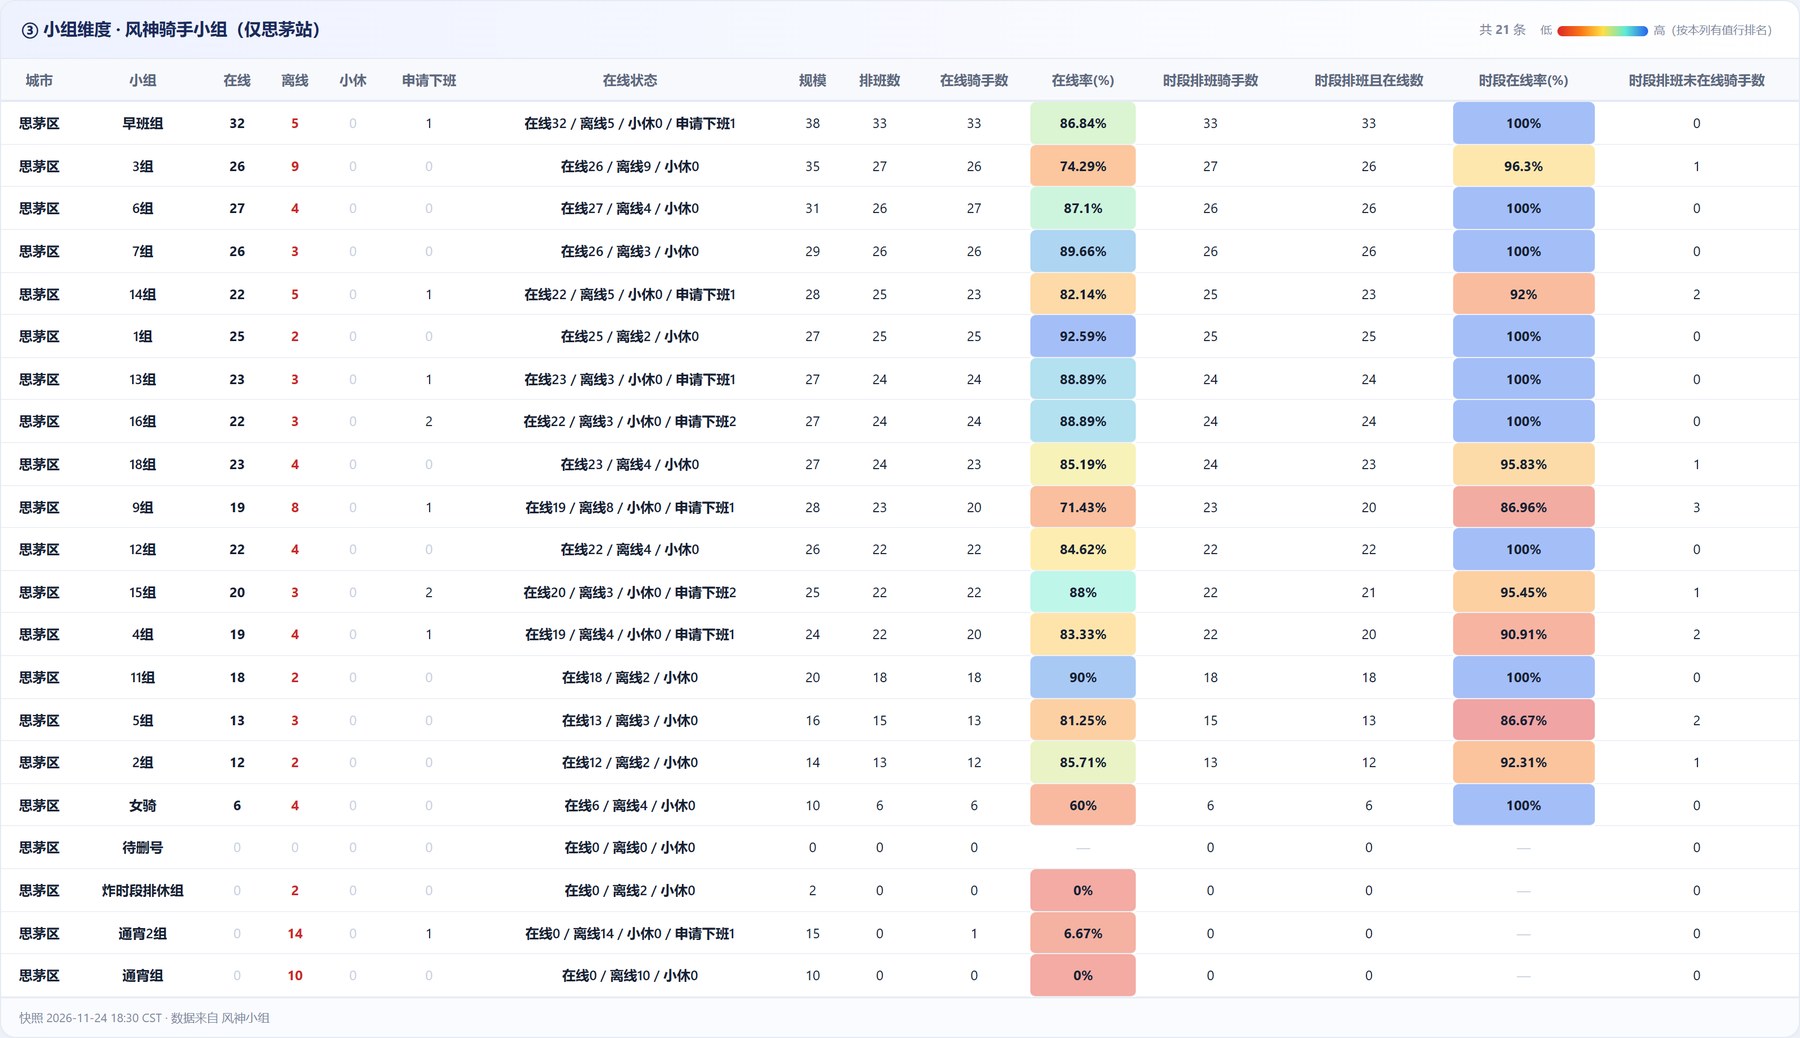 ③ 小组维度 · 风神骑手小组（仅思茅站）
共 21 条 低 高 (按本列有值行排名)
城市 小组 在线 离线 小休 申请下班 在线状态 规模 排班数 在线骑手数 在线率(%) 时段排班骑手数 时段排班且在线数 时段在线率(%) 时段排班未在线骑手数
思茅区 早班组 32 5 0 1 在线32 / 离线5 / 小休0 / 申请下班1 38 33 33 86.84% 33 33 100% 0
思茅区 3组 26 9 0 0 在线26 / 离线9 / 小休0 35 27 26 74.29% 27 26 96.3% 1
思茅区 6组 27 4 0 0 在线27 / 离线4 / 小休0 31 26 27 87.1% 26 26 100% 0
思茅区 7组 26 3 0 0 在线26 / 离线3 / 小休0 29 26 26 89.66% 26 26 100% 0
思茅区 14组 22 5 0 1 在线22 / 离线5 / 小休0 / 申请下班1 28 25 23 82.14% 25 23 92% 2
思茅区 1组 25 2 0 0 在线25 / 离线2 / 小休0 27 25 25 92.59% 25 25 100% 0
思茅区 13组 23 3 0 1 在线23 / 离线3 / 小休0 / 申请下班1 27 24 24 88.89% 24 24 100% 0
思茅区 16组 22 3 0 2 在线22 / 离线3 / 小休0 / 申请下班2 27 24 24 88.89% 24 24 100% 0
思茅区 18组 23 4 0 0 在线23 / 离线4 / 小休0 27 24 23 85.19% 24 23 95.83% 1
思茅区 9组 19 8 0 1 在线19 / 离线8 / 小休0 / 申请下班1 28 23 20 71.43% 23 20 86.96% 3
思茅区 12组 22 4 0 0 在线22 / 离线4 / 小休0 26 22 22 84.62% 22 22 100% 0
思茅区 15组 20 3 0 2 在线20 / 离线3 / 小休0 / 申请下班2 25 22 22 88% 22 21 95.45% 1
思茅区 4组 19 4 0 1 在线19 / 离线4 / 小休0 / 申请下班1 24 22 20 83.33% 22 20 90.91% 2
思茅区 11组 18 2 0 0 在线18 / 离线2 / 小休0 20 18 18 90% 18 18 100% 0
思茅区 5组 13 3 0 0 在线13 / 离线3 / 小休0 16 15 13 81.25% 15 13 86.67% 2
思茅区 2组 12 2 0 0 在线12 / 离线2 / 小休0 14 13 12 85.71% 13 12 92.31% 1
思茅区 女骑 6 4 0 0 在线6 / 离线4 / 小休0 10 6 6 60% 6 6 100% 0
思茅区 待删号 0 0 0 0 在线0 / 离线0 / 小休0 0 0 0 — 0 0 — 0
思茅区 炸时段排休组 0 2 0 0 在线0 / 离线2 / 小休0 2 0 0 0% 0 0 — 0
思茅区 通宵2组 0 14 0 1 在线0 / 离线14 / 小休0 / 申请下班1 15 0 1 6.67% 0 0 — 0
思茅区 通宵组 0 10 0 0 在线0 / 离线10 / 小休0 10 0 0 0% 0 0 — 0
快照 2026-11-24 18:30 CST · 数据来自 风神小组